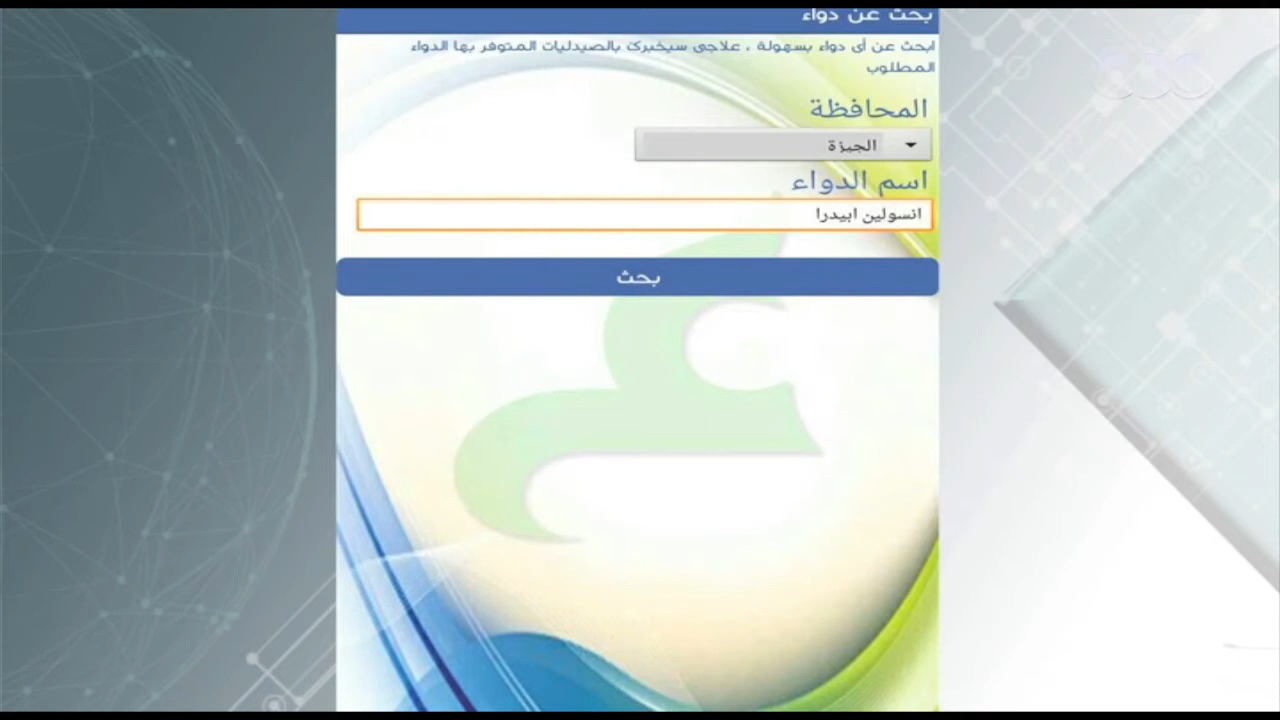 بحث عن دواء
ابحث عن أى دواء بسهولة ، علاجى سيخبرك بالصيدليات المتوفر بها الدواء
المطلوب
المحافظة
الجيزة
اسم الدواء
انسولين ابيدرا
بحث
ع
cbc